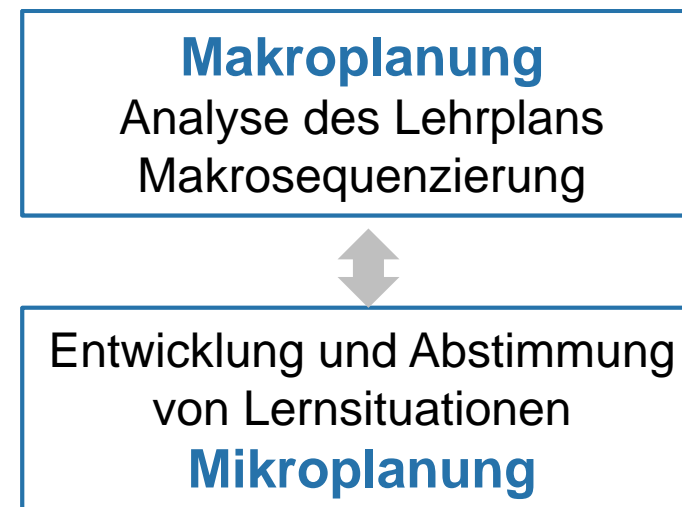 Makroplanung
Analyse des Lehrplans
Makrosequenzierung
Entwicklung und Abstimmung
von Lernsituationen
Mikroplanung